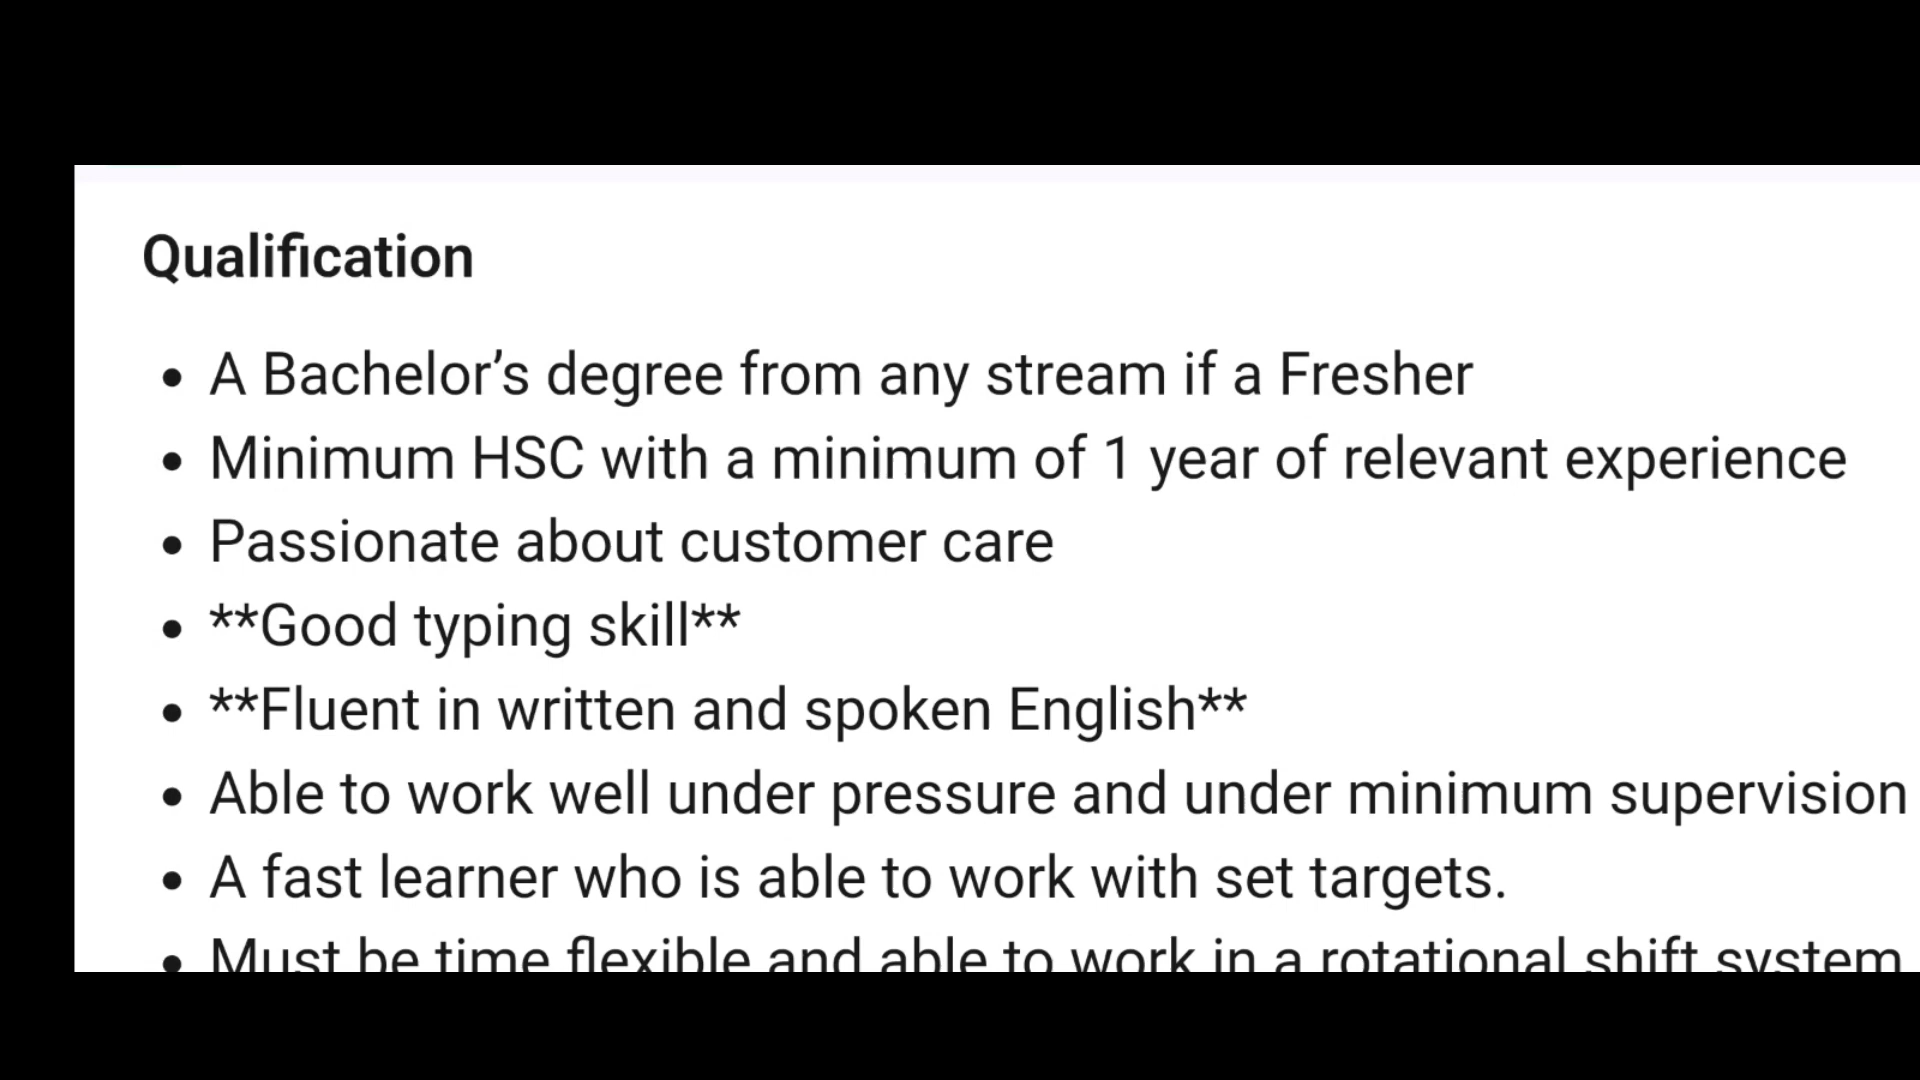 Qualification
• A Bachelor’s degree from any stream if a Fresher
• Minimum HSC with a minimum of 1 year of relevant experience
• Passionate about customer care
• **Good typing skill**
• **Fluent in written and spoken English**
• Able to work well under pressure and under minimum supervision
• A fast learner who is able to work with set targets.
• Must be time flexible and able to work in a rotational shift system